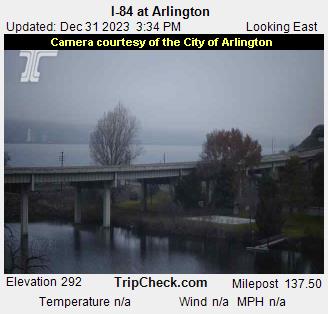 I-84 at Arlington
Updated: Dec 31 2023 3:34 PM Looking East
Camera courtesy of the City of Arlington
Elevation 292 TripCheck.com Milepost 137.50
Temperature n/a Wind n/a MPH n/a